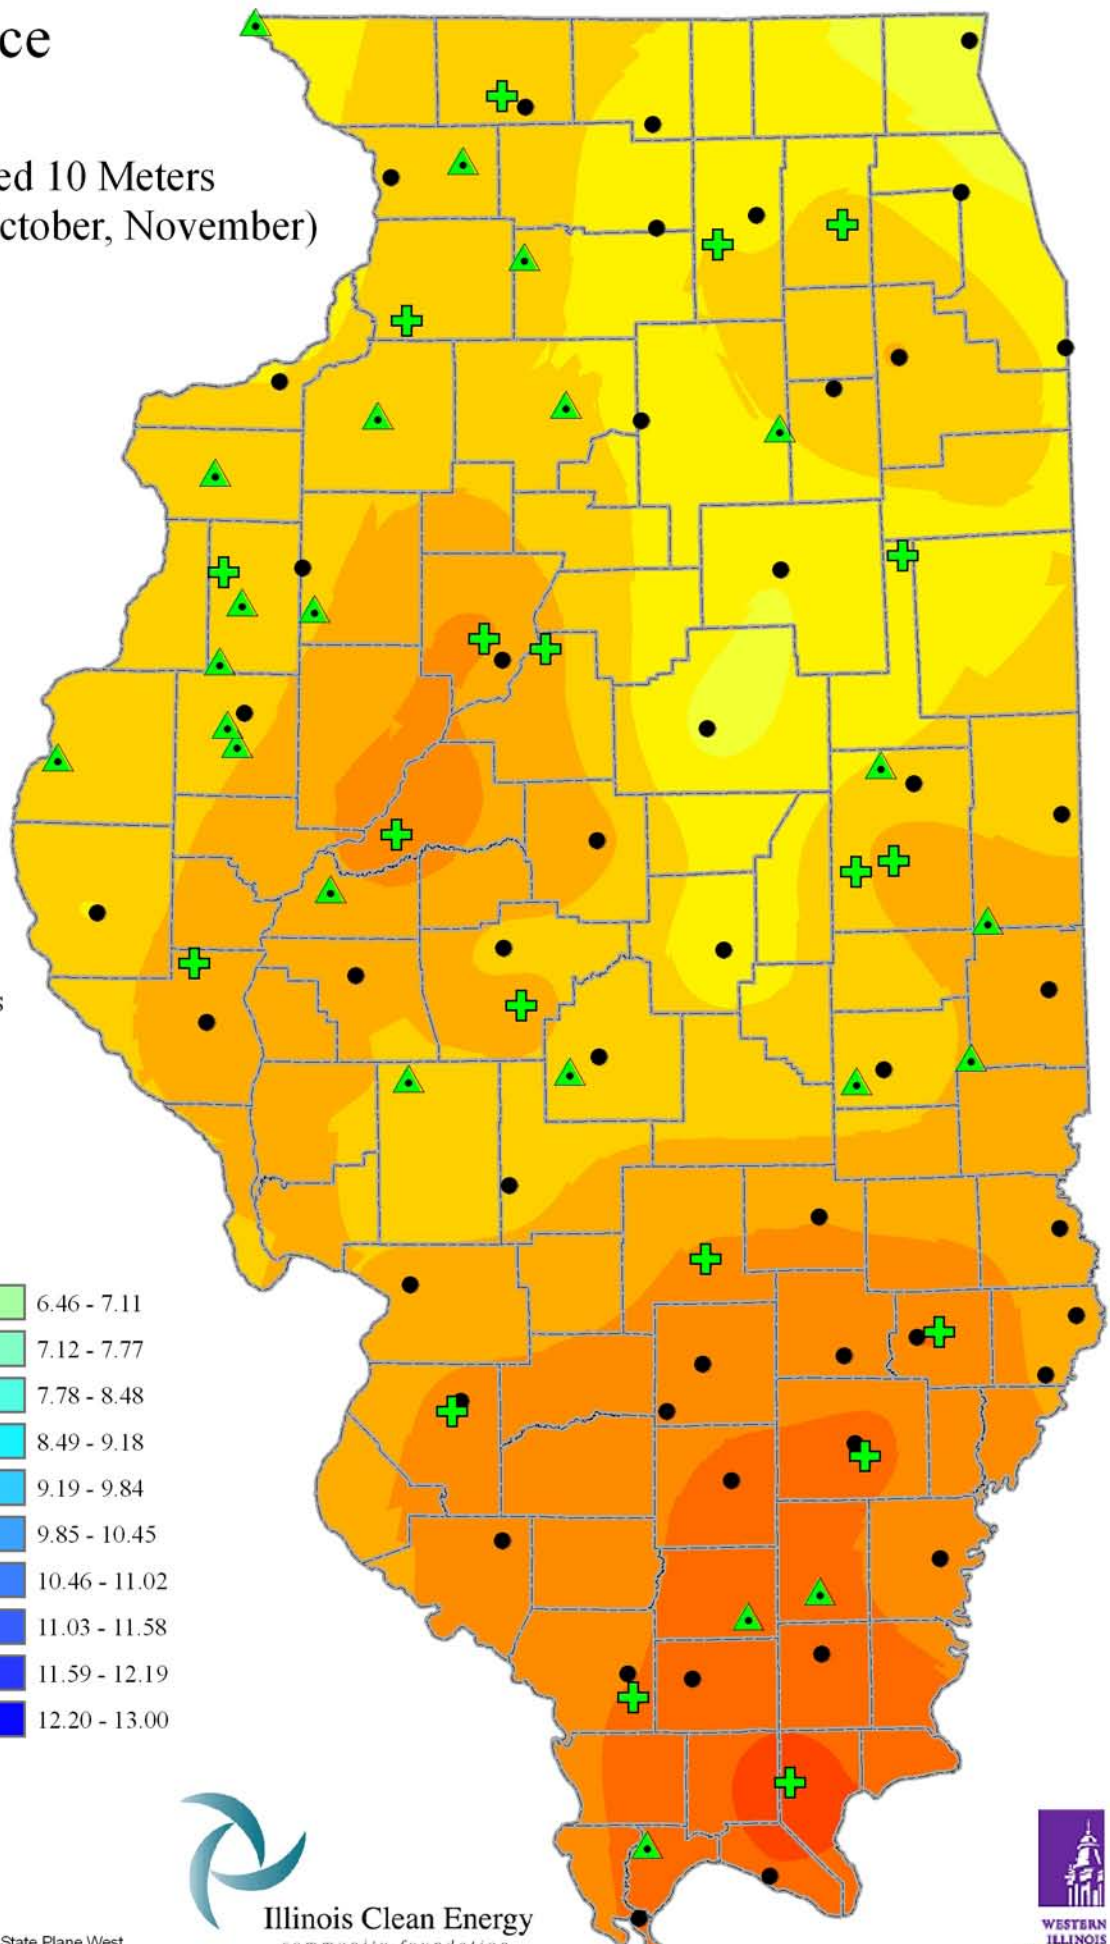 ce
ed 10 Meters
ctober, November)
s
6.46 - 7.11
7.12 - 7.77
7.78 - 8.48
8.49 - 9.18
9.19 - 9.84
9.85 - 10.45
10.46 - 11.02
11.03 - 11.58
11.59 - 12.19
12.20 - 13.00
Illinois Clean Energy
community foundation
State Plane West
WESTERN
ILLINOIS